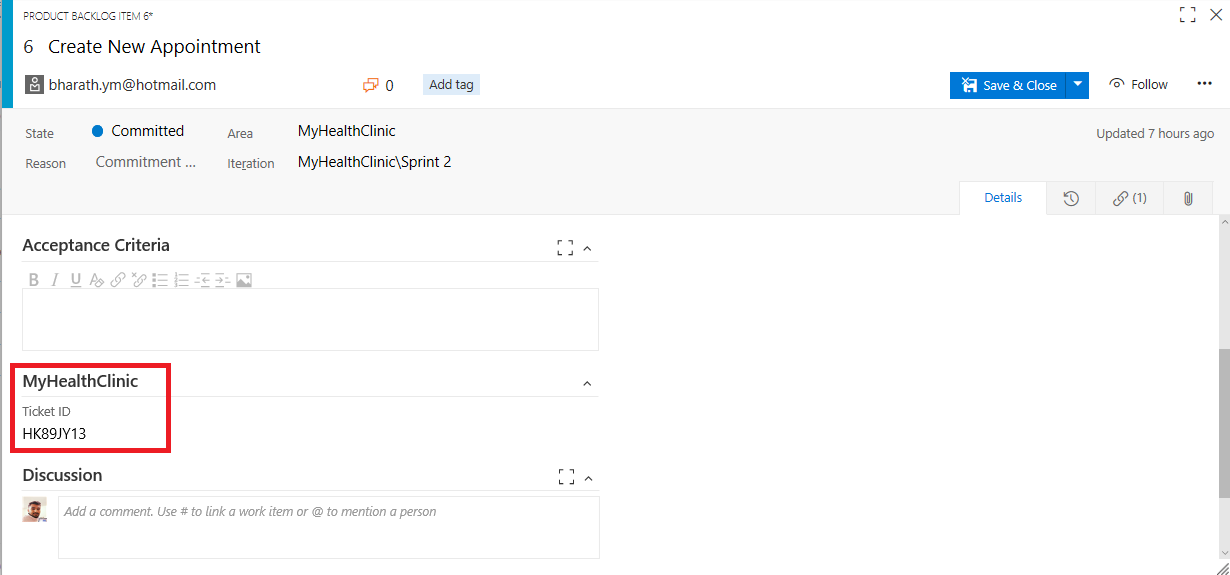 PRODUCT BACKLOG ITEM 6*
6 Create New Appointment
bharath.ym@hotmail.com 0 Add tag Save & Close Follow
State Committed Area MyHealthClinic Updated 7 hours ago
Reason Commitment ... Iteration MyHealthClinic\Sprint 2
Details (1)
Acceptance Criteria
B I U
MyHealthClinic
Ticket ID
HK89JY13
Discussion
Add a comment. Use # to link a work item or @ to mention a person